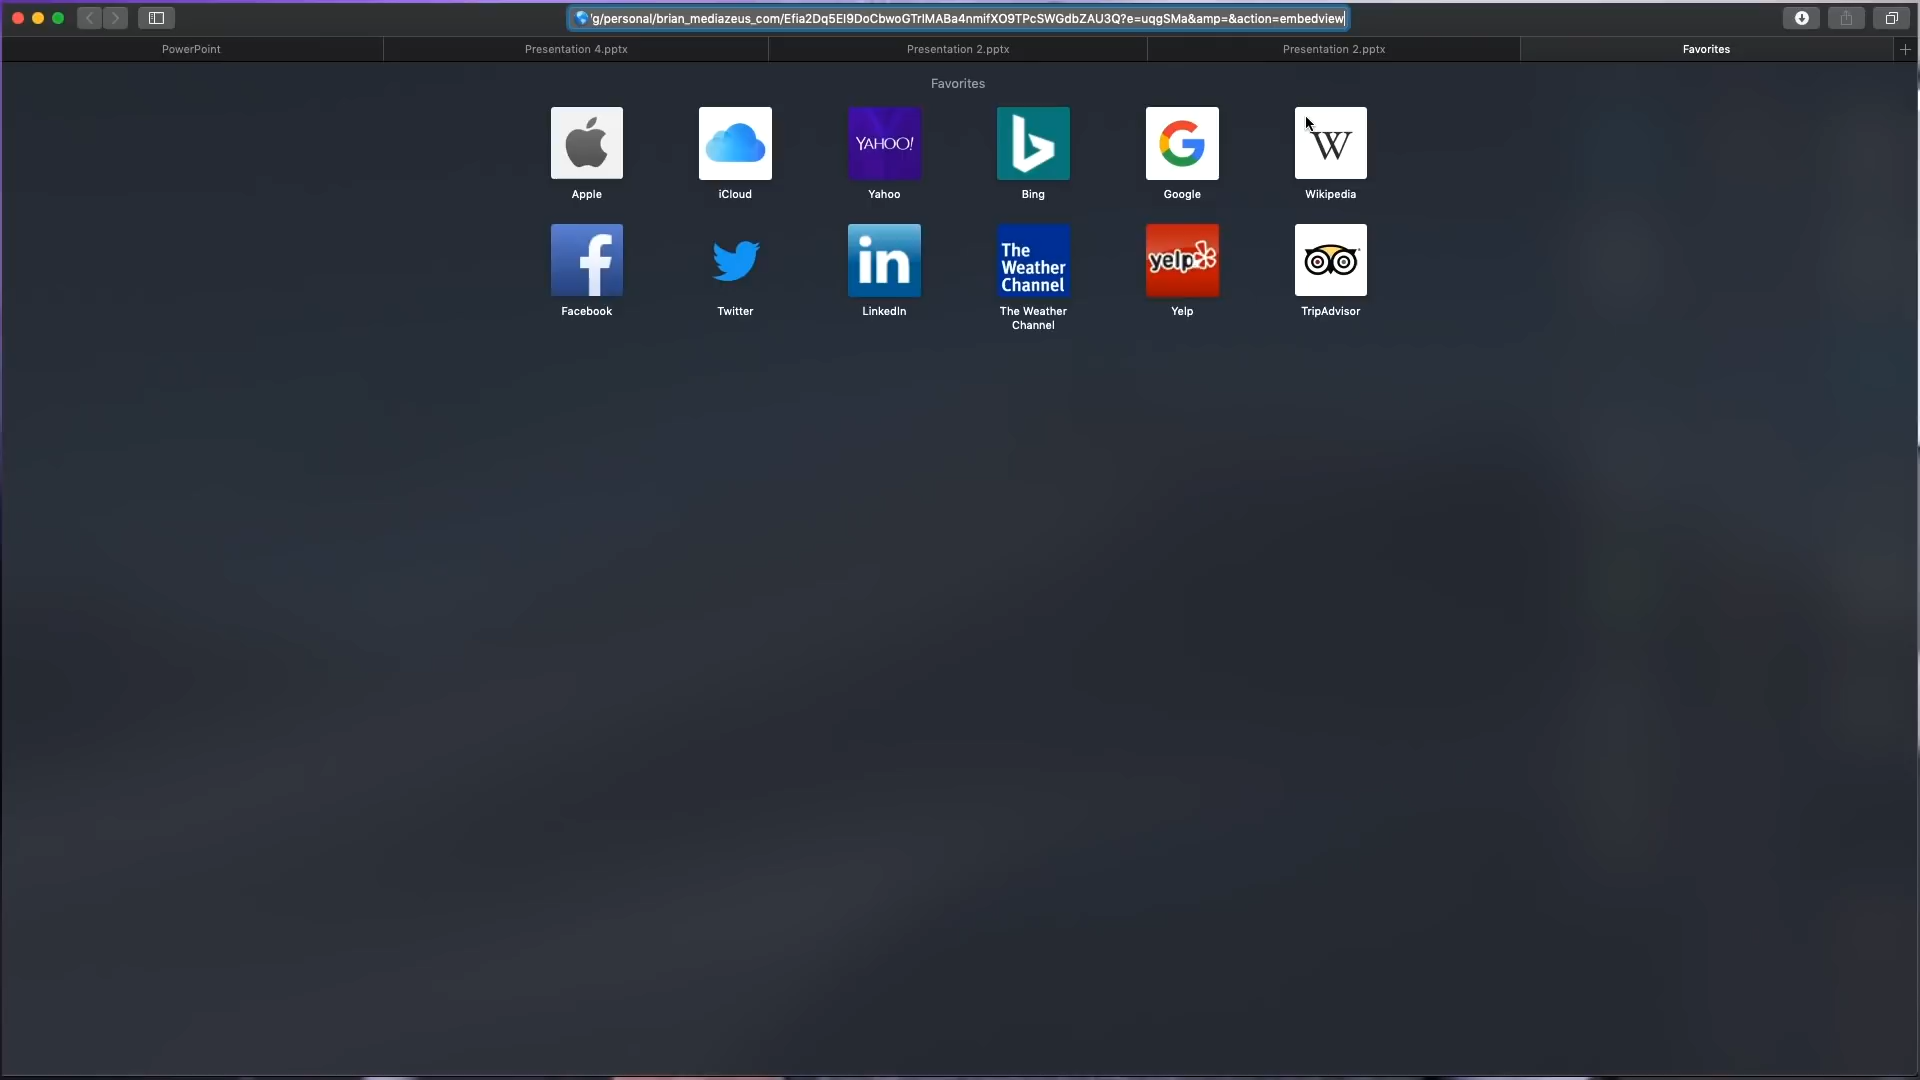 /g/personal/brian_mediazeus_com/Efia2Dq5EI9DoCbwoGTrlMABa4nmifXO9TPcSWGdbZAU3Q?e=uqgSMa&amp=&action=embedview
PowerPoint
Presentation 4.pptx
Presentation 2.pptx
Presentation 2.pptx
Favorites
Favorites
YAHOO!
G
W
Apple
iCloud
Yahoo
Bing
Google
Wikipedia
f
in
The
Weather
Channel
yelp
Facebook
Twitter
LinkedIn
The Weather
Channel
Yelp
TripAdvisor